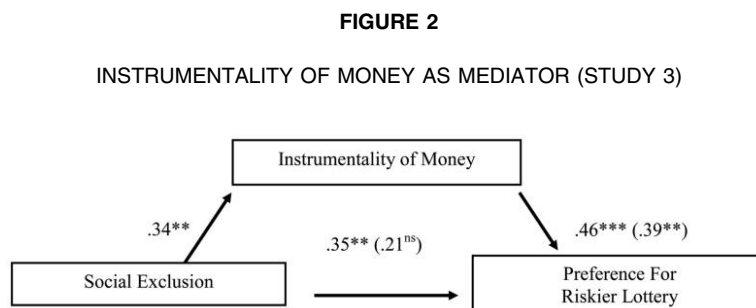 FIGURE 2
INSTRUMENTALITY OF MONEY AS MEDIATOR (STUDY 3)
Instrumentality of Money
.34**
.35** (.21ns)
.46*** (.39**)
Social Exclusion
Preference For
Riskier Lottery